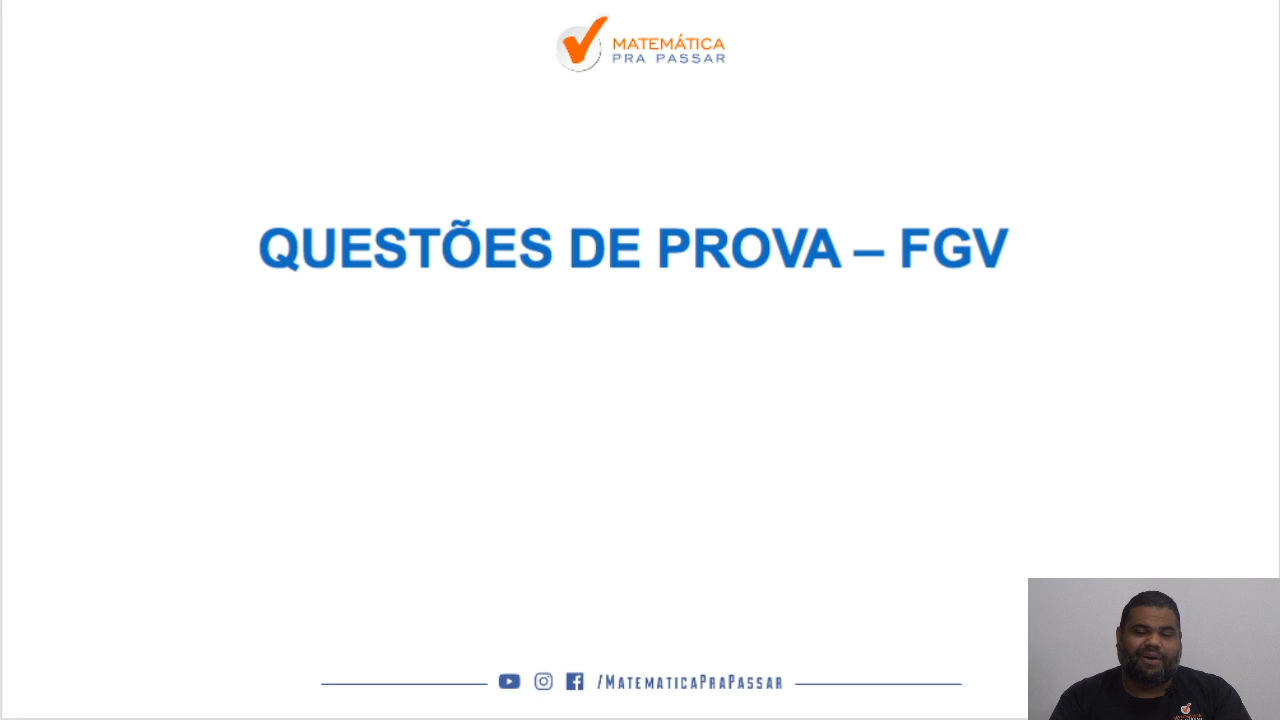 MATEMÁTICA
PRA PASSAR
QUESTÕES DE PROVA – FGV
/MATEMATICAPRAPASSAR